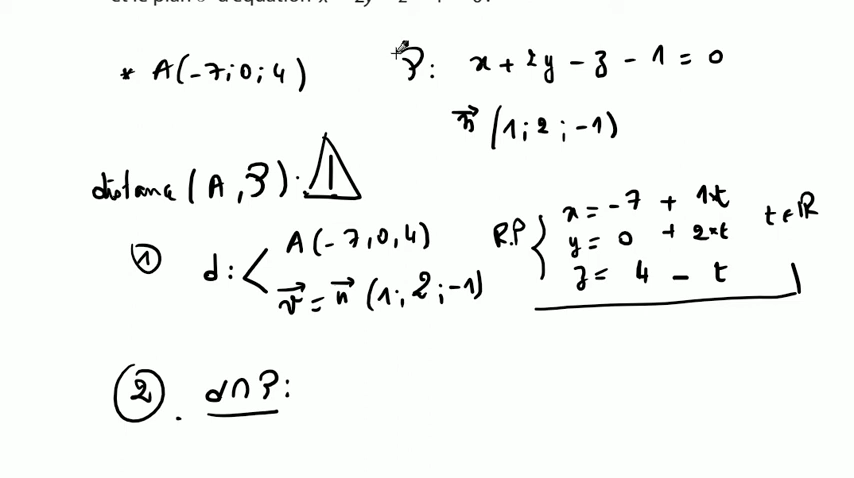 * A(-7;0;4)
P: x + 2y - z - 1 = 0
n⃗ (1; 2; -1)
distance (A, P).
① d: A(-7,0,4)
v⃗ = n⃗ (1; 2; -1)
R.P { x = -7 + 1×t
y = 0 + 2×t t ∈ ℝ
z = 4 - t
② . d∩P: